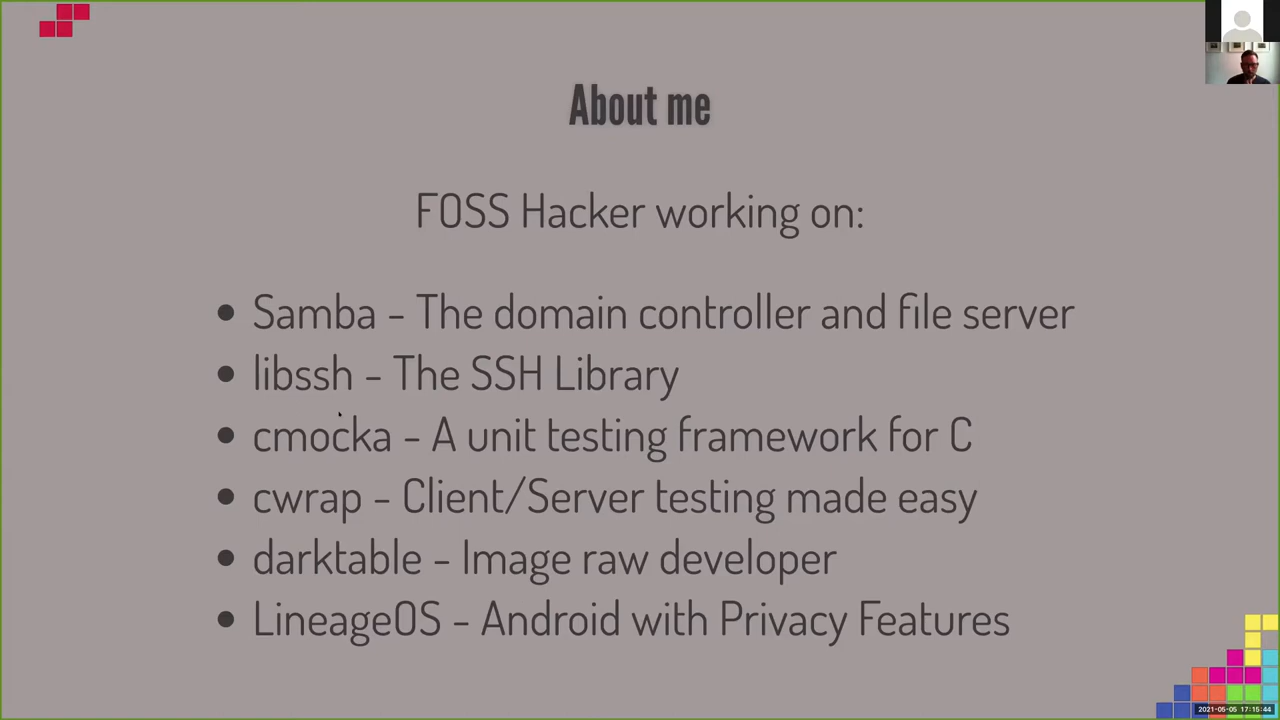 About me
FOSS Hacker working on:
• Samba - The domain controller and file server
• libssh - The SSH Library
• cmocka - A unit testing framework for C
• cwrap - Client/Server testing made easy
• darktable - Image raw developer
• LineageOS - Android with Privacy Features
2021-05-05 17:15:44